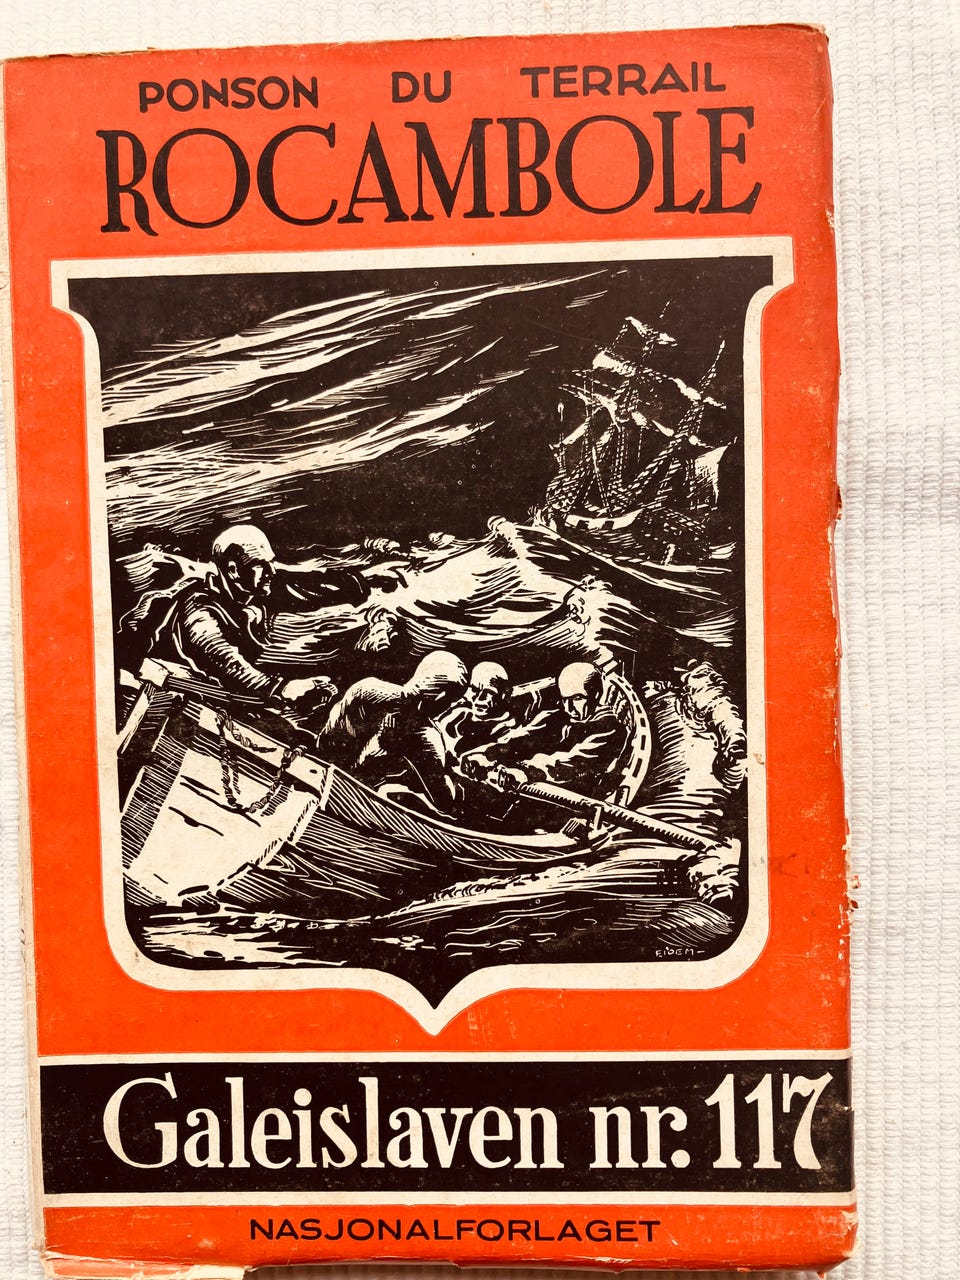 PONSON DU TERRAIL
ROCAMBOLE
EIDEM-
Galeislaven nr. 117
NASJONALFORLAGET